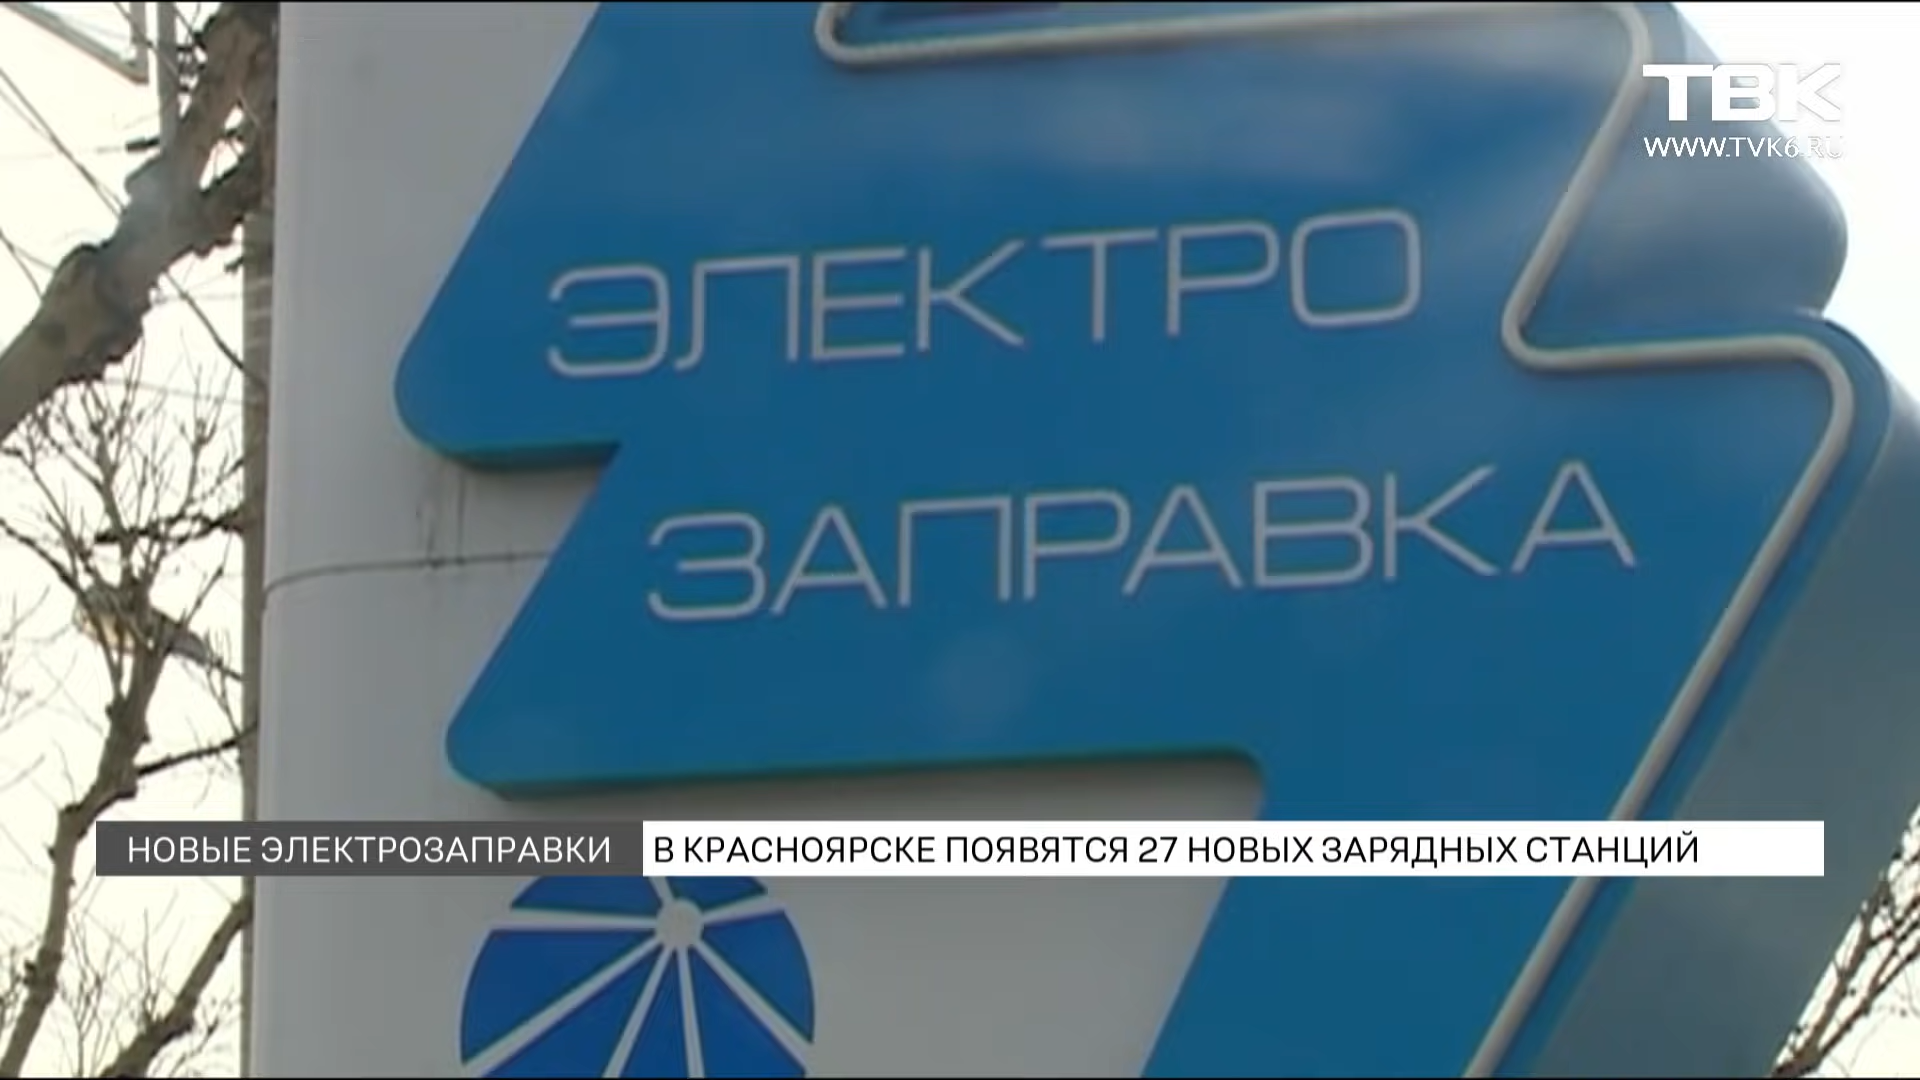 ТВК
WWW.TVK6.RU
ЭЛЕКТРО
ЗАПРАВКА
НОВЫЕ ЭЛЕКТРОЗАПРАВКИ
В КРАСНОЯРСКЕ ПОЯВЯТСЯ 27 НОВЫХ ЗАРЯДНЫХ СТАНЦИЙ